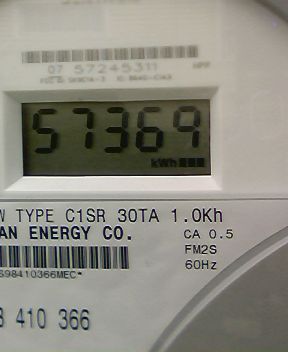 07 57245311
57369
kWh
W TYPE C1SR 30TA 1.0Kh
AN ENERGY CO. CA 0.5
FM2S
60Hz
S98410366MEC*
8 410 366